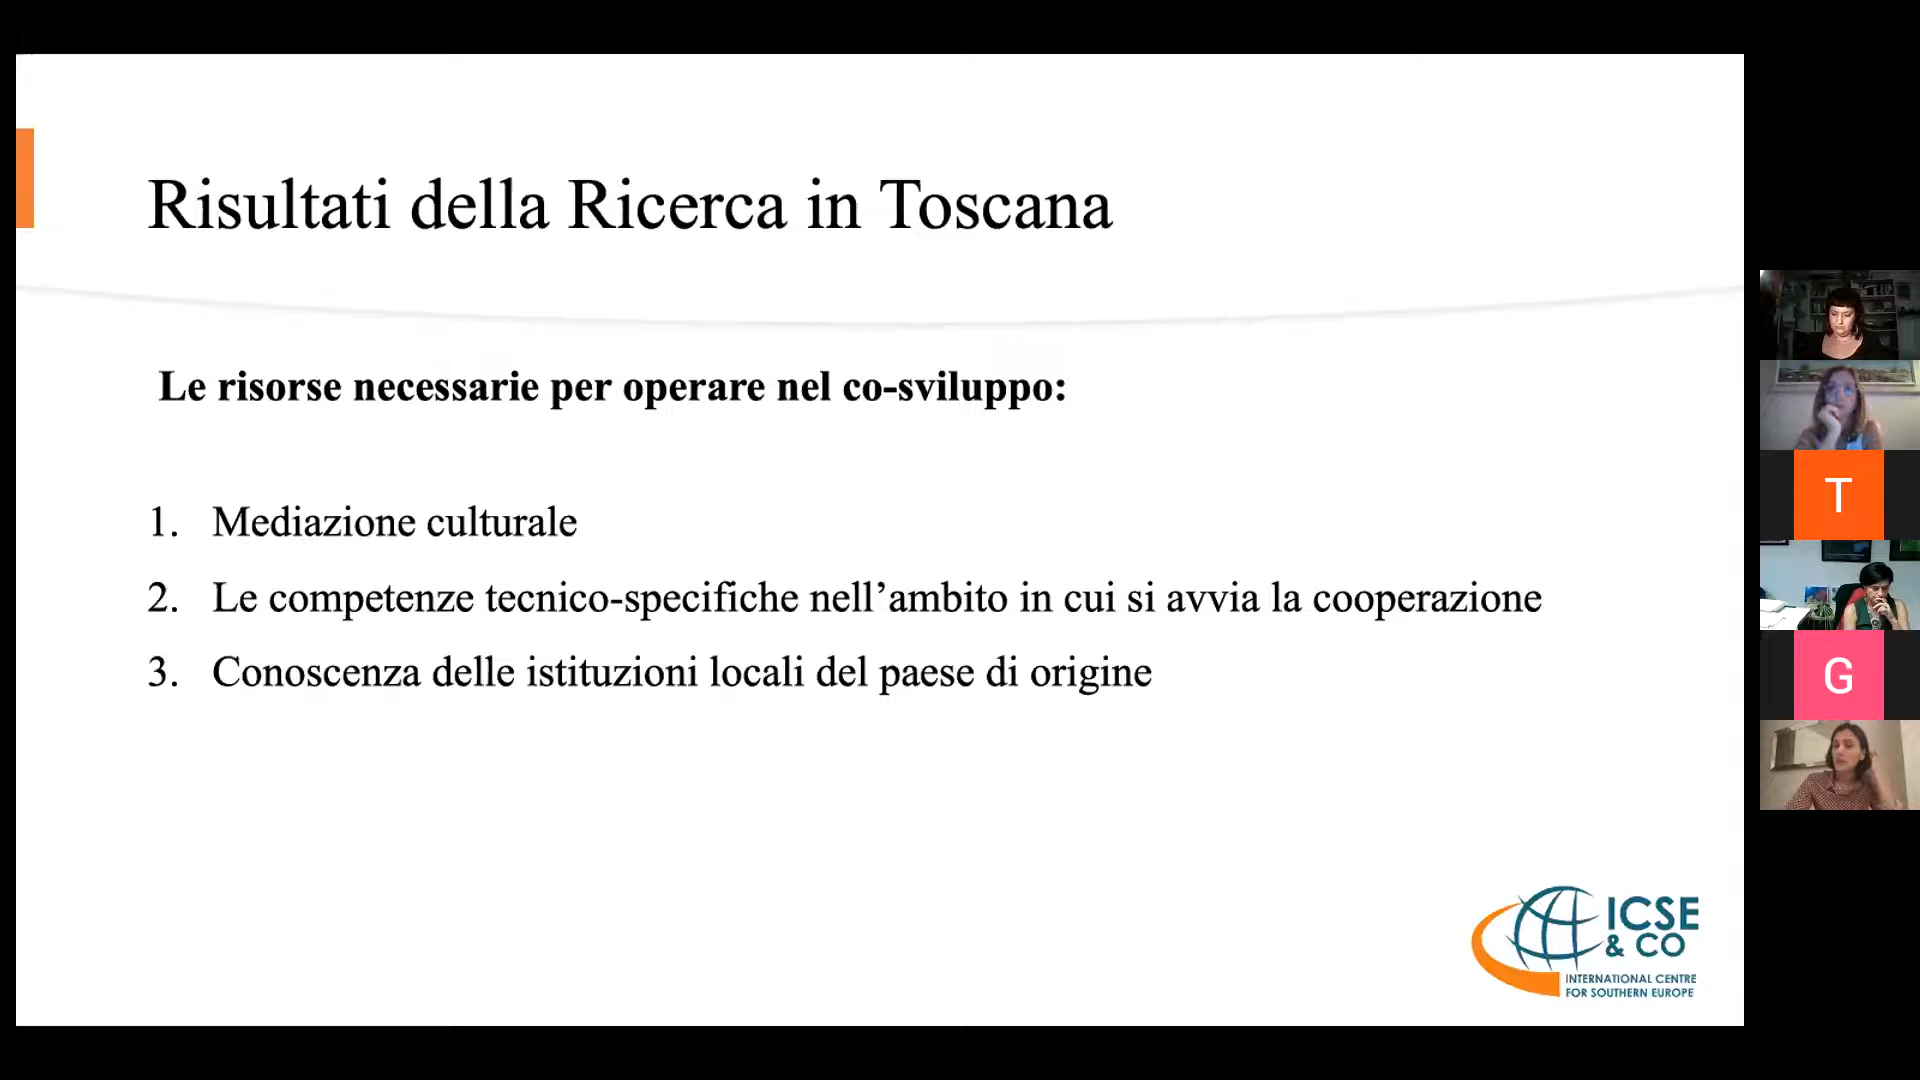 Risultati della Ricerca in Toscana
Le risorse necessarie per operare nel co-sviluppo:
1. Mediazione culturale
2. Le competenze tecnico-specifiche nell’ambito in cui si avvia la cooperazione
3. Conoscenza delle istituzioni locali del paese di origine
T
G
ICSE
& CO
INTERNATIONAL CENTRE
FOR SOUTHERN EUROPE